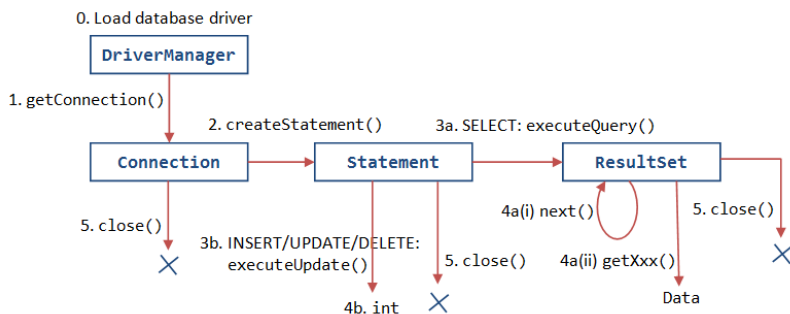 0. Load database driver
DriverManager
1. getConnection()
2. createStatement()
3a. SELECT: executeQuery()
Connection
Statement
ResultSet
5. close()
3b. INSERT/UPDATE/DELETE:
executeUpdate()
5. close()
4a(i) next()
4a(ii) getXxx()
5. close()
4b. int
Data